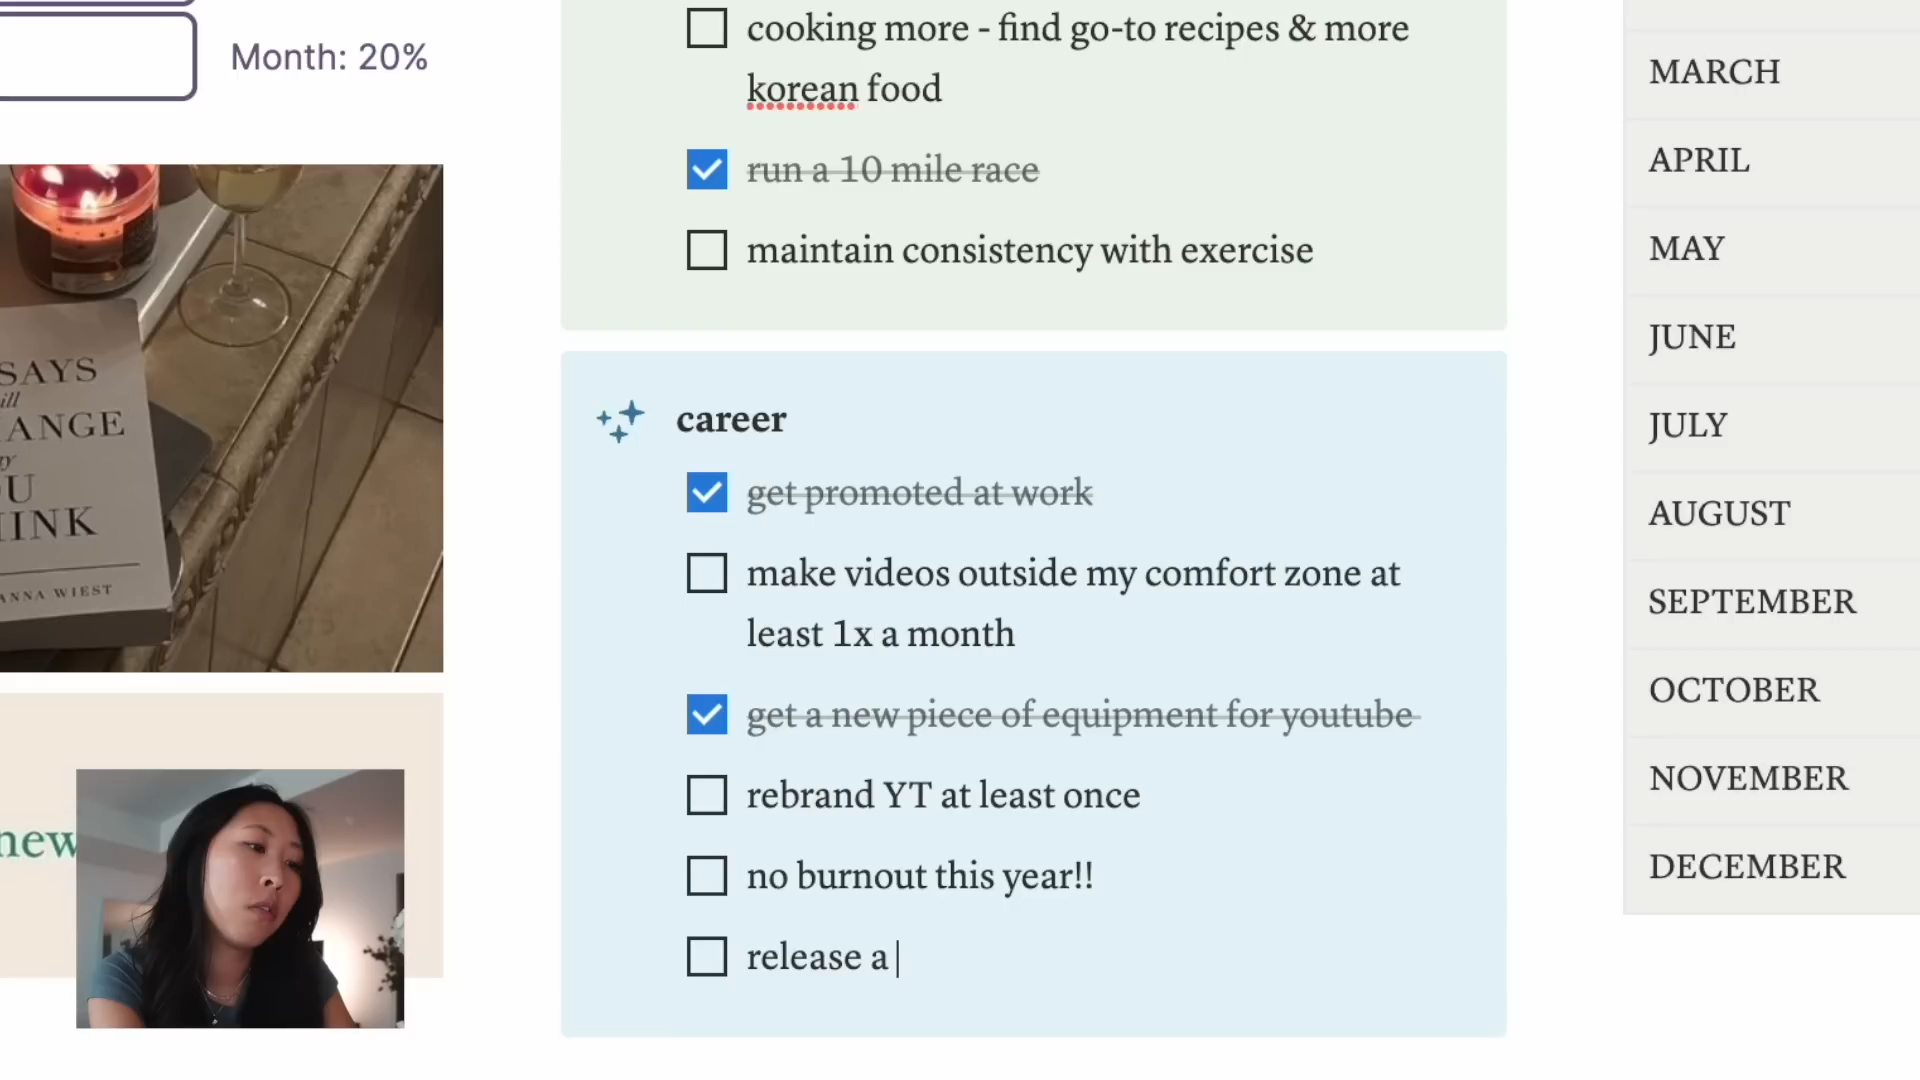 Month: 20%
cooking more - find go-to recipes & more
korean food
run a 10 mile race
maintain consistency with exercise
career
get promoted at work
make videos outside my comfort zone at
least 1x a month
get a new piece of equipment for youtube
rebrand YT at least once
no burnout this year!!
release a
MARCH
APRIL
MAY
JUNE
JULY
AUGUST
SEPTEMBER
OCTOBER
NOVEMBER
DECEMBER
SAYS
ill
ANGE
OU
INK
ANNA WIEST
new